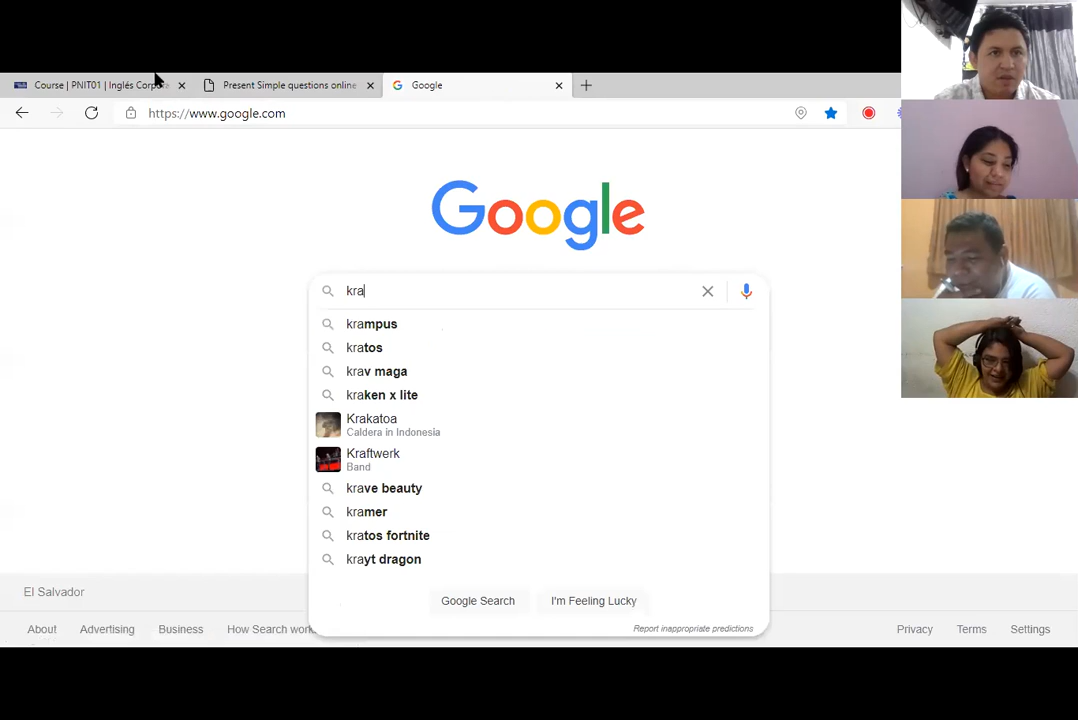 Course | PNIT01 | Inglés Corpora
Present Simple questions online
Google
https://www.google.com
Google
kra
krampus
kratos
krav maga
kraken x lite
Krakatoa
Caldera in Indonesia
Kraftwerk
Band
krave beauty
kramer
kratos fortnite
krayt dragon
Google Search
I'm Feeling Lucky
Report inappropriate predictions
El Salvador
About
Advertising
Business
How Search work
Privacy
Terms
Settings